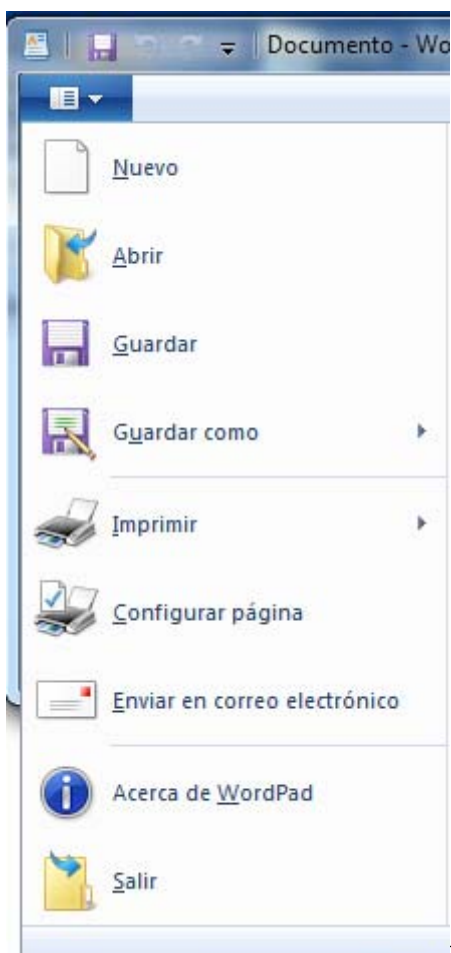 Documento - Wo
Nuevo
Abrir
Guardar
Guardar como
Imprimir
Configurar página
Enviar en correo electrónico
Acerca de WordPad
Salir